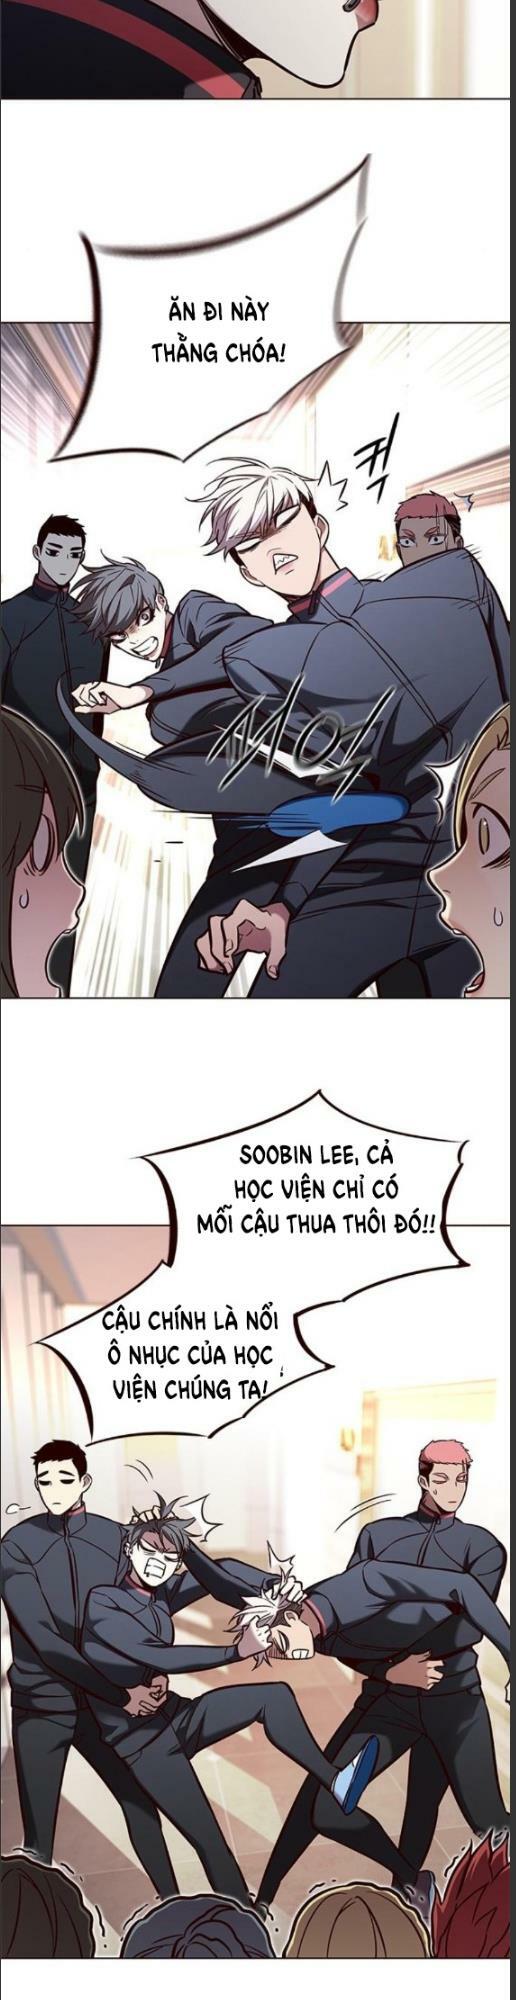 ĂN ĐI NÀY
THẰNG CHÓA!
SOOBIN LEE, CẢ
HỌC VIỆN CHỈ CÓ
MỖI CẬU THUA THÔI ĐÓ!!
CẬU CHÍNH LÀ NỔI
Ô NHỤC CỦA HỌC
VIỆN CHÚNG TA!